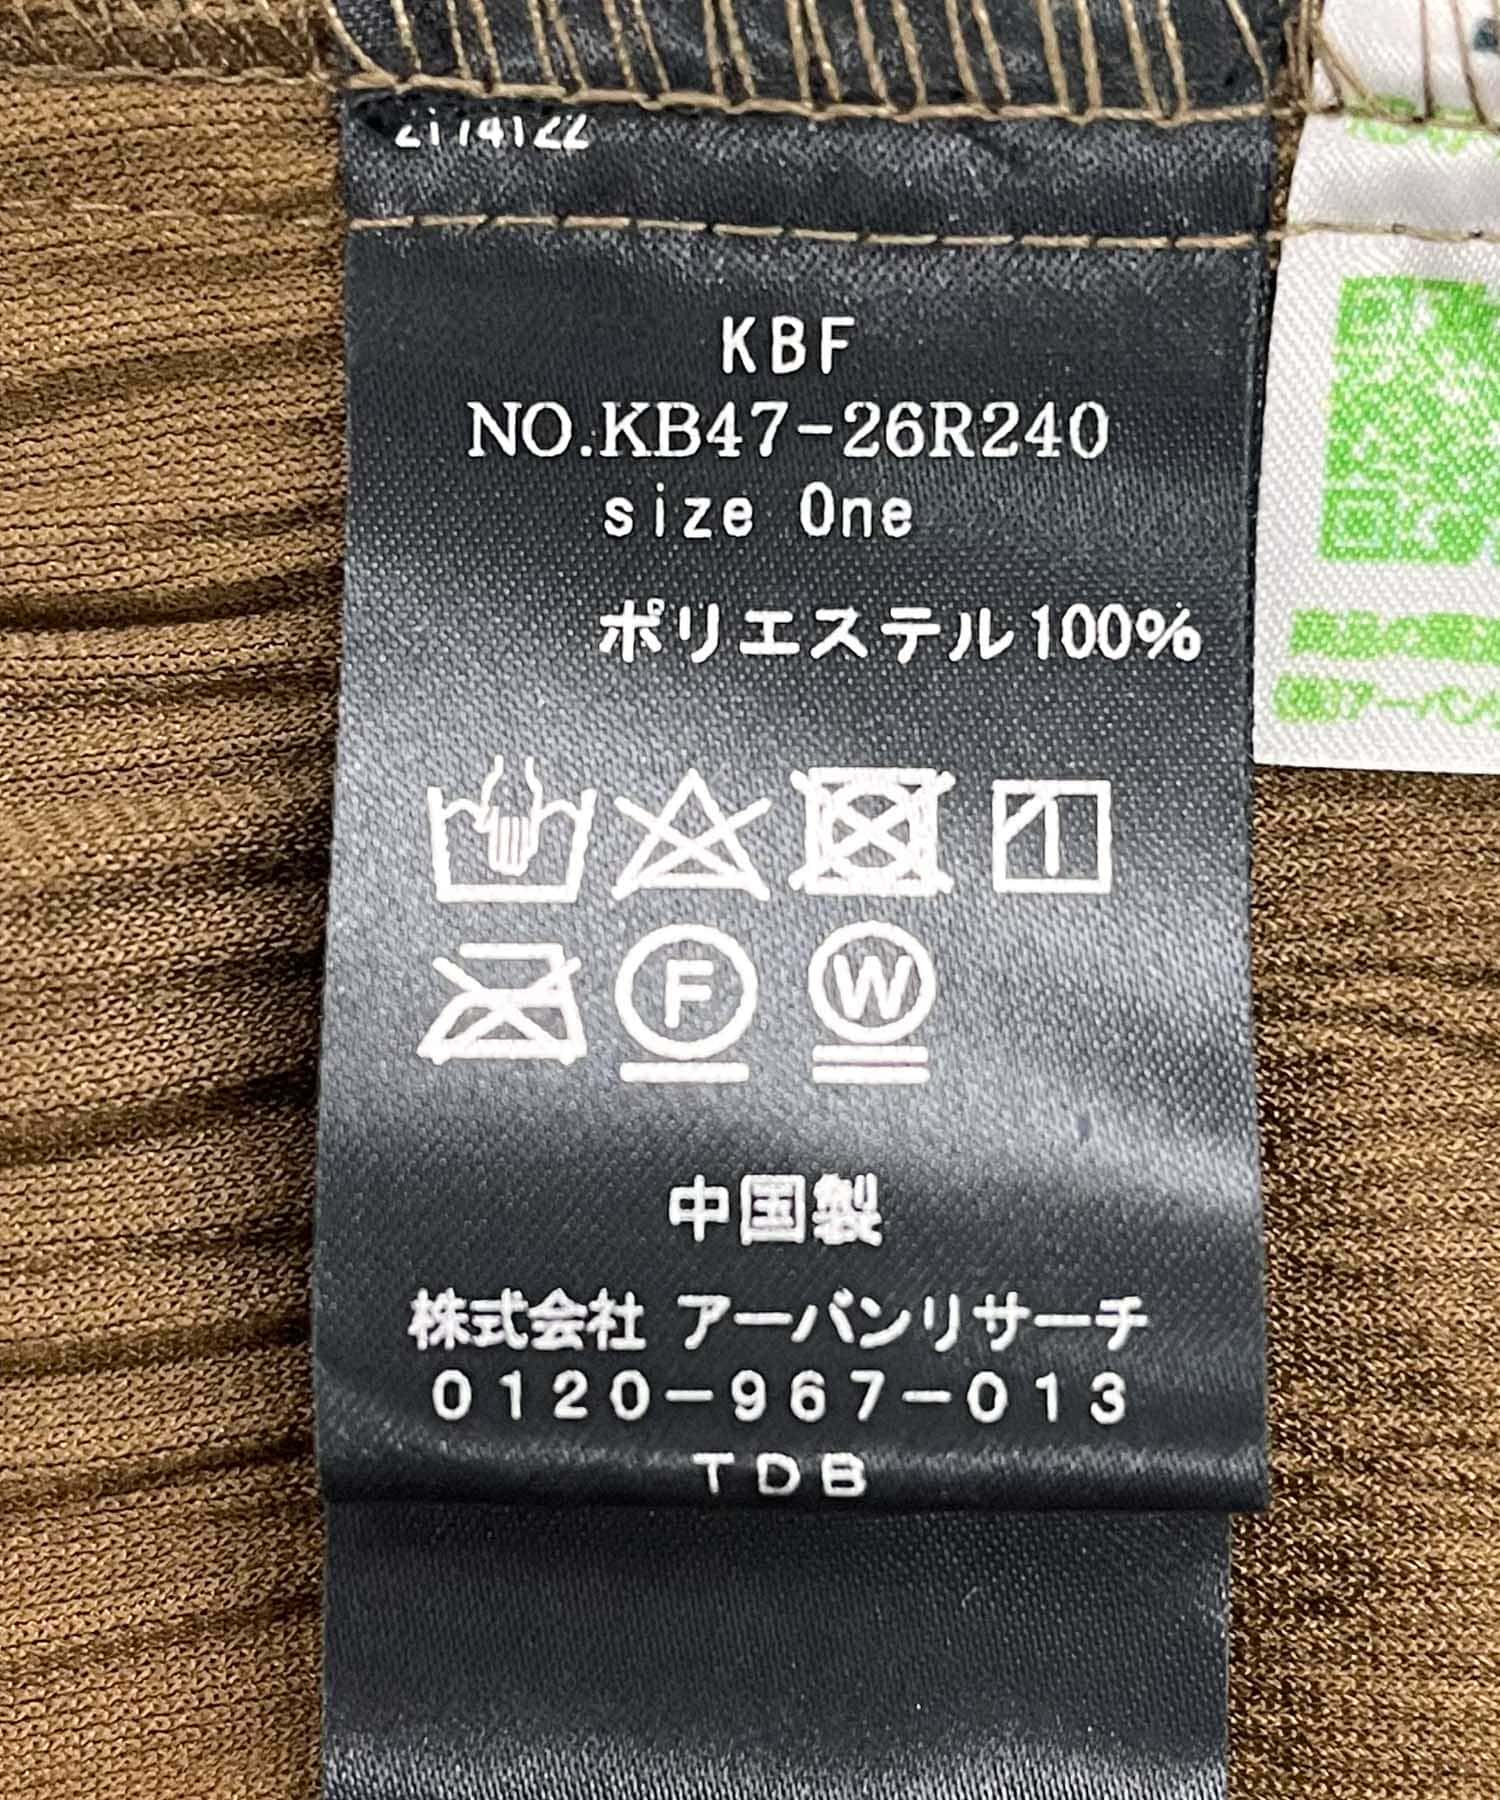 2174122
KBF
NO.KB47-26R240
size One
ポリエステル100%
F W
中国製
株式会社 アーバンリサーチ
0120-967-013
TDB